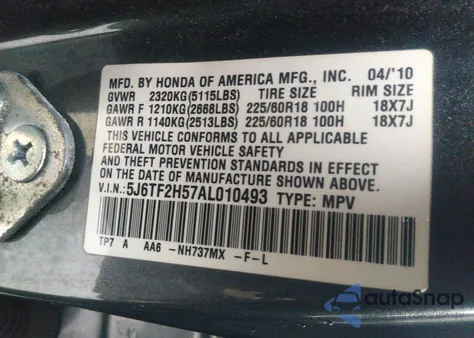 MFD. BY HONDA OF AMERICA MFG., INC. 04/'10
GVWR 2320KG(5115LBS) TIRE SIZE RIM SIZE
GAWR F 1210KG(2668LBS) 225/60R18 100H 18X7J
GAWR R 1140KG(2513LBS) 225/60R18 100H 18X7J
THIS VEHICLE CONFORMS TO ALL APPLICABLE
FEDERAL MOTOR VEHICLE SAFETY
AND THEFT PREVENTION STANDARDS IN EFFECT
ON THE DATE OF MANUFACTURE SHOWN ABOVE.
V.I.N.: 5J6TF2H57AL010493 TYPE: MPV
TP7 A AA6 -NH737MX -F-L
autoSnap